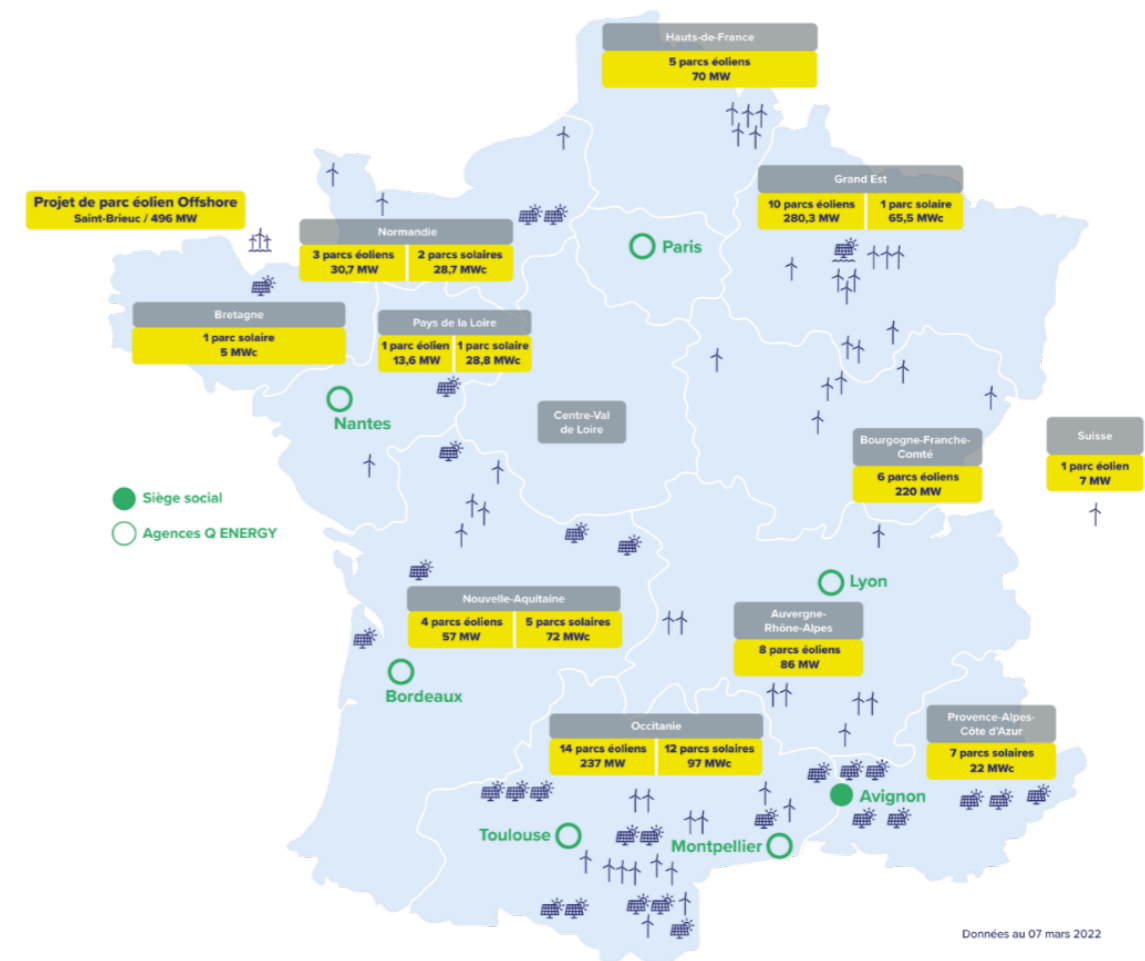 Hauts-de-France
5 parcs éoliens
70 MW
Grand Est
10 parcs éoliens
280,3 MW
1 parc solaire
65,5 MWc
Projet de parc éolien Offshore
Saint-Brieuc / 496 MW
Normandie
3 parcs éoliens
30,7 MW
2 parcs solaires
28,7 MWc
Paris
Bretagne
1 parc solaire
5 MWc
Pays de la Loire
1 parc éolien
13,6 MW
1 parc solaire
28,8 MWc
Nantes
Centre-Val
de Loire
Bourgogne-Franche-
Comté
6 parcs éoliens
220 MW
Suisse
1 parc éolien
7 MW
Siège social
Agences Q ENERGY
Lyon
Nouvelle-Aquitaine
4 parcs éoliens
57 MW
5 parcs solaires
72 MWc
Auvergne-
Rhône-Alpes
8 parcs éoliens
86 MW
Bordeaux
Occitanie
14 parcs éoliens
237 MW
12 parcs solaires
97 MWc
Provence-Alpes-
Côte d'Azur
7 parcs solaires
22 MWc
Avignon
Toulouse
Montpellier
Données au 07 mars 2022